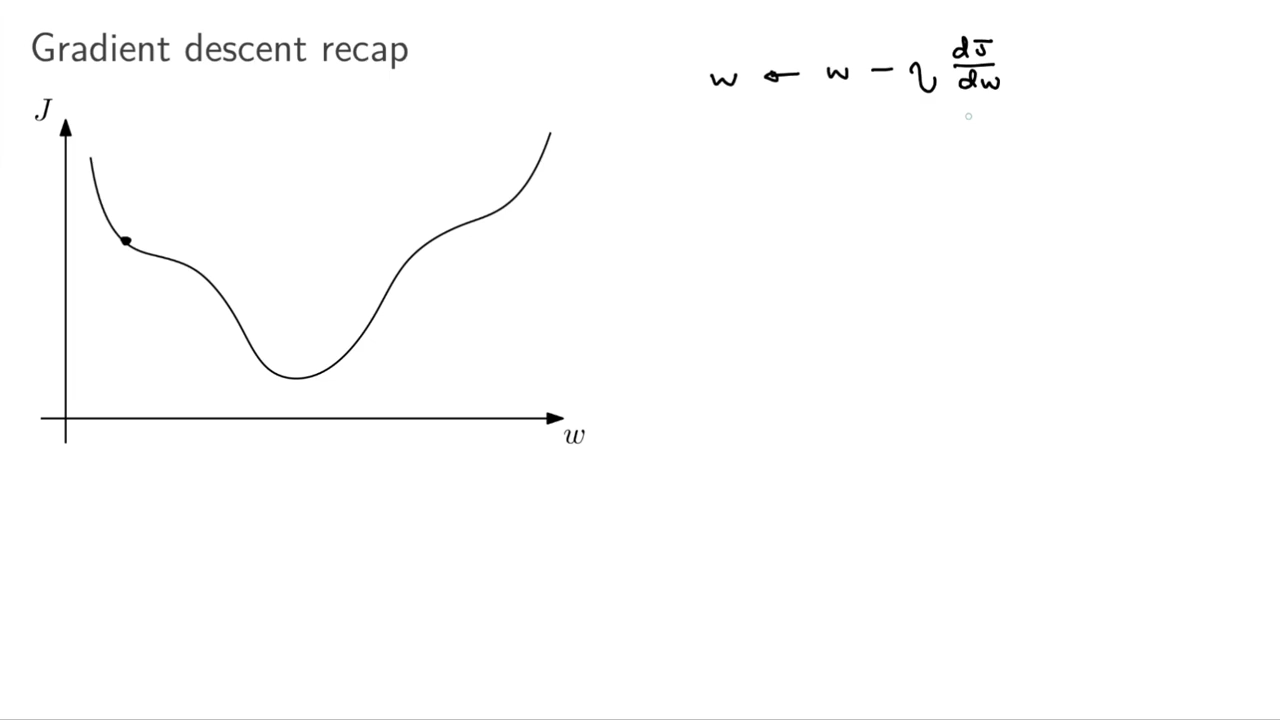 Gradient descent recap
w ← w − η dJ/dw
J
w